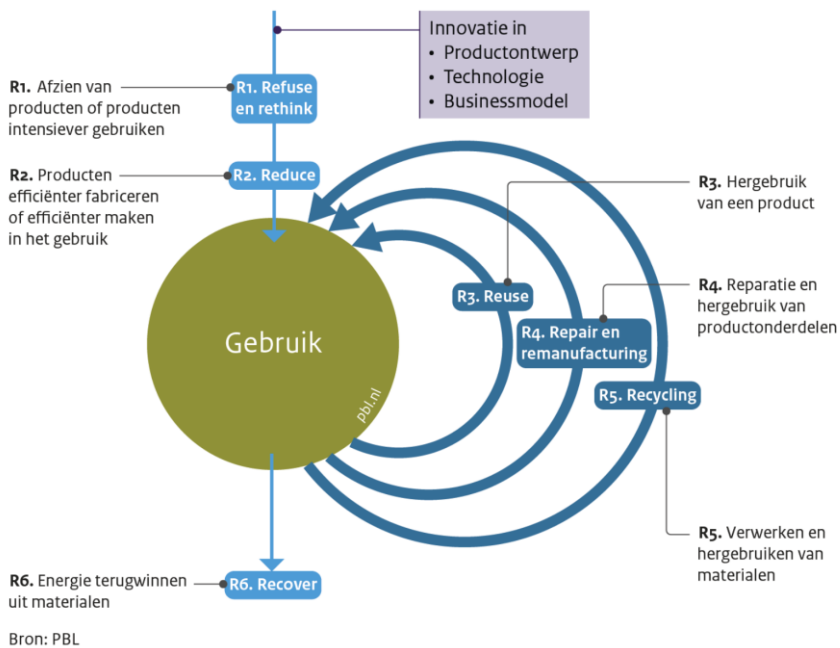 Innovatie in
• Productontwerp
• Technologie
• Businessmodel
R1. Afzien van
producten of producten
intensiever gebruiken
R1. Refuse
en rethink
R2. Producten
efficiënter fabriceren
of efficiënter maken
in het gebruik
R2. Reduce
R3. Hergebruik
van een product
R3. Reuse
R4. Reparatie en
hergebruik van
productonderdelen
R4. Repair en
remanufacturing
Gebruik
pbl.nl
R5. Recycling
R5. Verwerken en
hergebruiken van
materialen
R6. Energie terugwinnen
uit materialen
R6. Recover
Bron: PBL